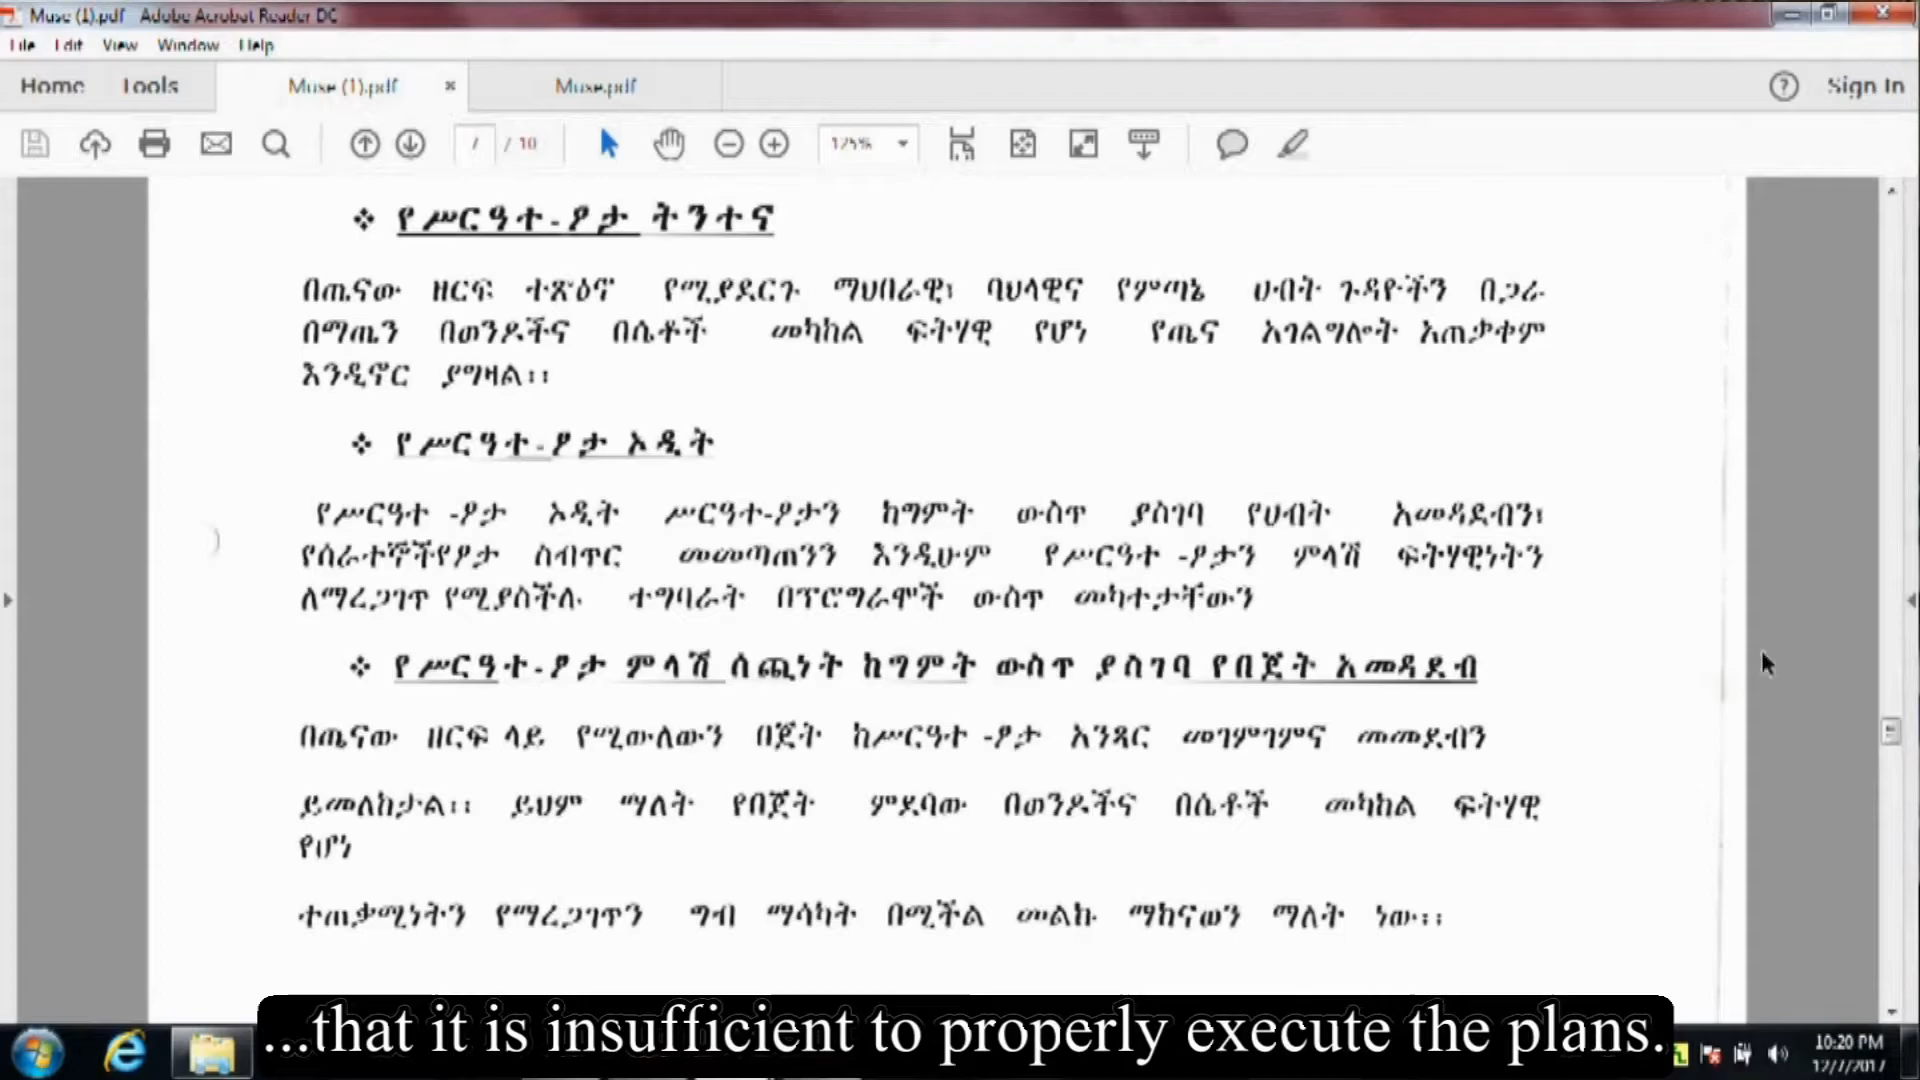 Muse (1).pdf - Adobe Acrobat Reader DC
File Edit View Window Help
Home Tools Muse (1).pdf × Muse.pdf Sign In
7 / 10 125%
❖ የሥርዓተ-ፆታ ትንተና
በጤናው ዘርፍ ተጽዕኖ የሚያደርጉ ማህበራዊ፣ ባህላዊና የምጣኔ ሀብት ጉዳዮችን በጋራ
በማጤን በወንዶችና በሴቶች መካከል ፍትሃዊ የሆነ የጤና አገልግሎት አጠቃቀም
እንዲኖር ያግዛል፡፡
❖ የሥርዓተ-ፆታ ኦዲት
የሥርዓተ -ፆታ ኦዲት ሥርዓተ-ፆታን ከግምት ውስጥ ያስገባ የሀብት አመዳደብን፣
የሰራተኞችየፆታ ስብጥር መመጣጠንን እንዲሁም የሥርዓተ -ፆታን ምላሽ ፍትሃዊነትን
ለማረጋገጥ የሚያስችሉ ተግባራት በፕሮግራሞች ውስጥ መካተታቸውን
❖ የሥርዓተ-ፆታ ምላሽ ሰጪነት ከግምት ውስጥ ያስገባ የበጀት አመዳደብ
በጤናው ዘርፍ ላይ የሚውለውን በጀት ከሥርዓተ -ፆታ አንጻር መገምገምና መመደብን
ይመለከታል፡፡ ይህም ማለት የበጀት ምደባው በወንዶችና በሴቶች መካከል ፍትሃዊ
የሆነ
ተጠቃሚነትን የማረጋገጥን ግብ ማሳካት በሚችል መልኩ ማከናወን ማለት ነው፡፡
...that it is insufficient to properly execute the plans.
10:20 PM
12/7/2017